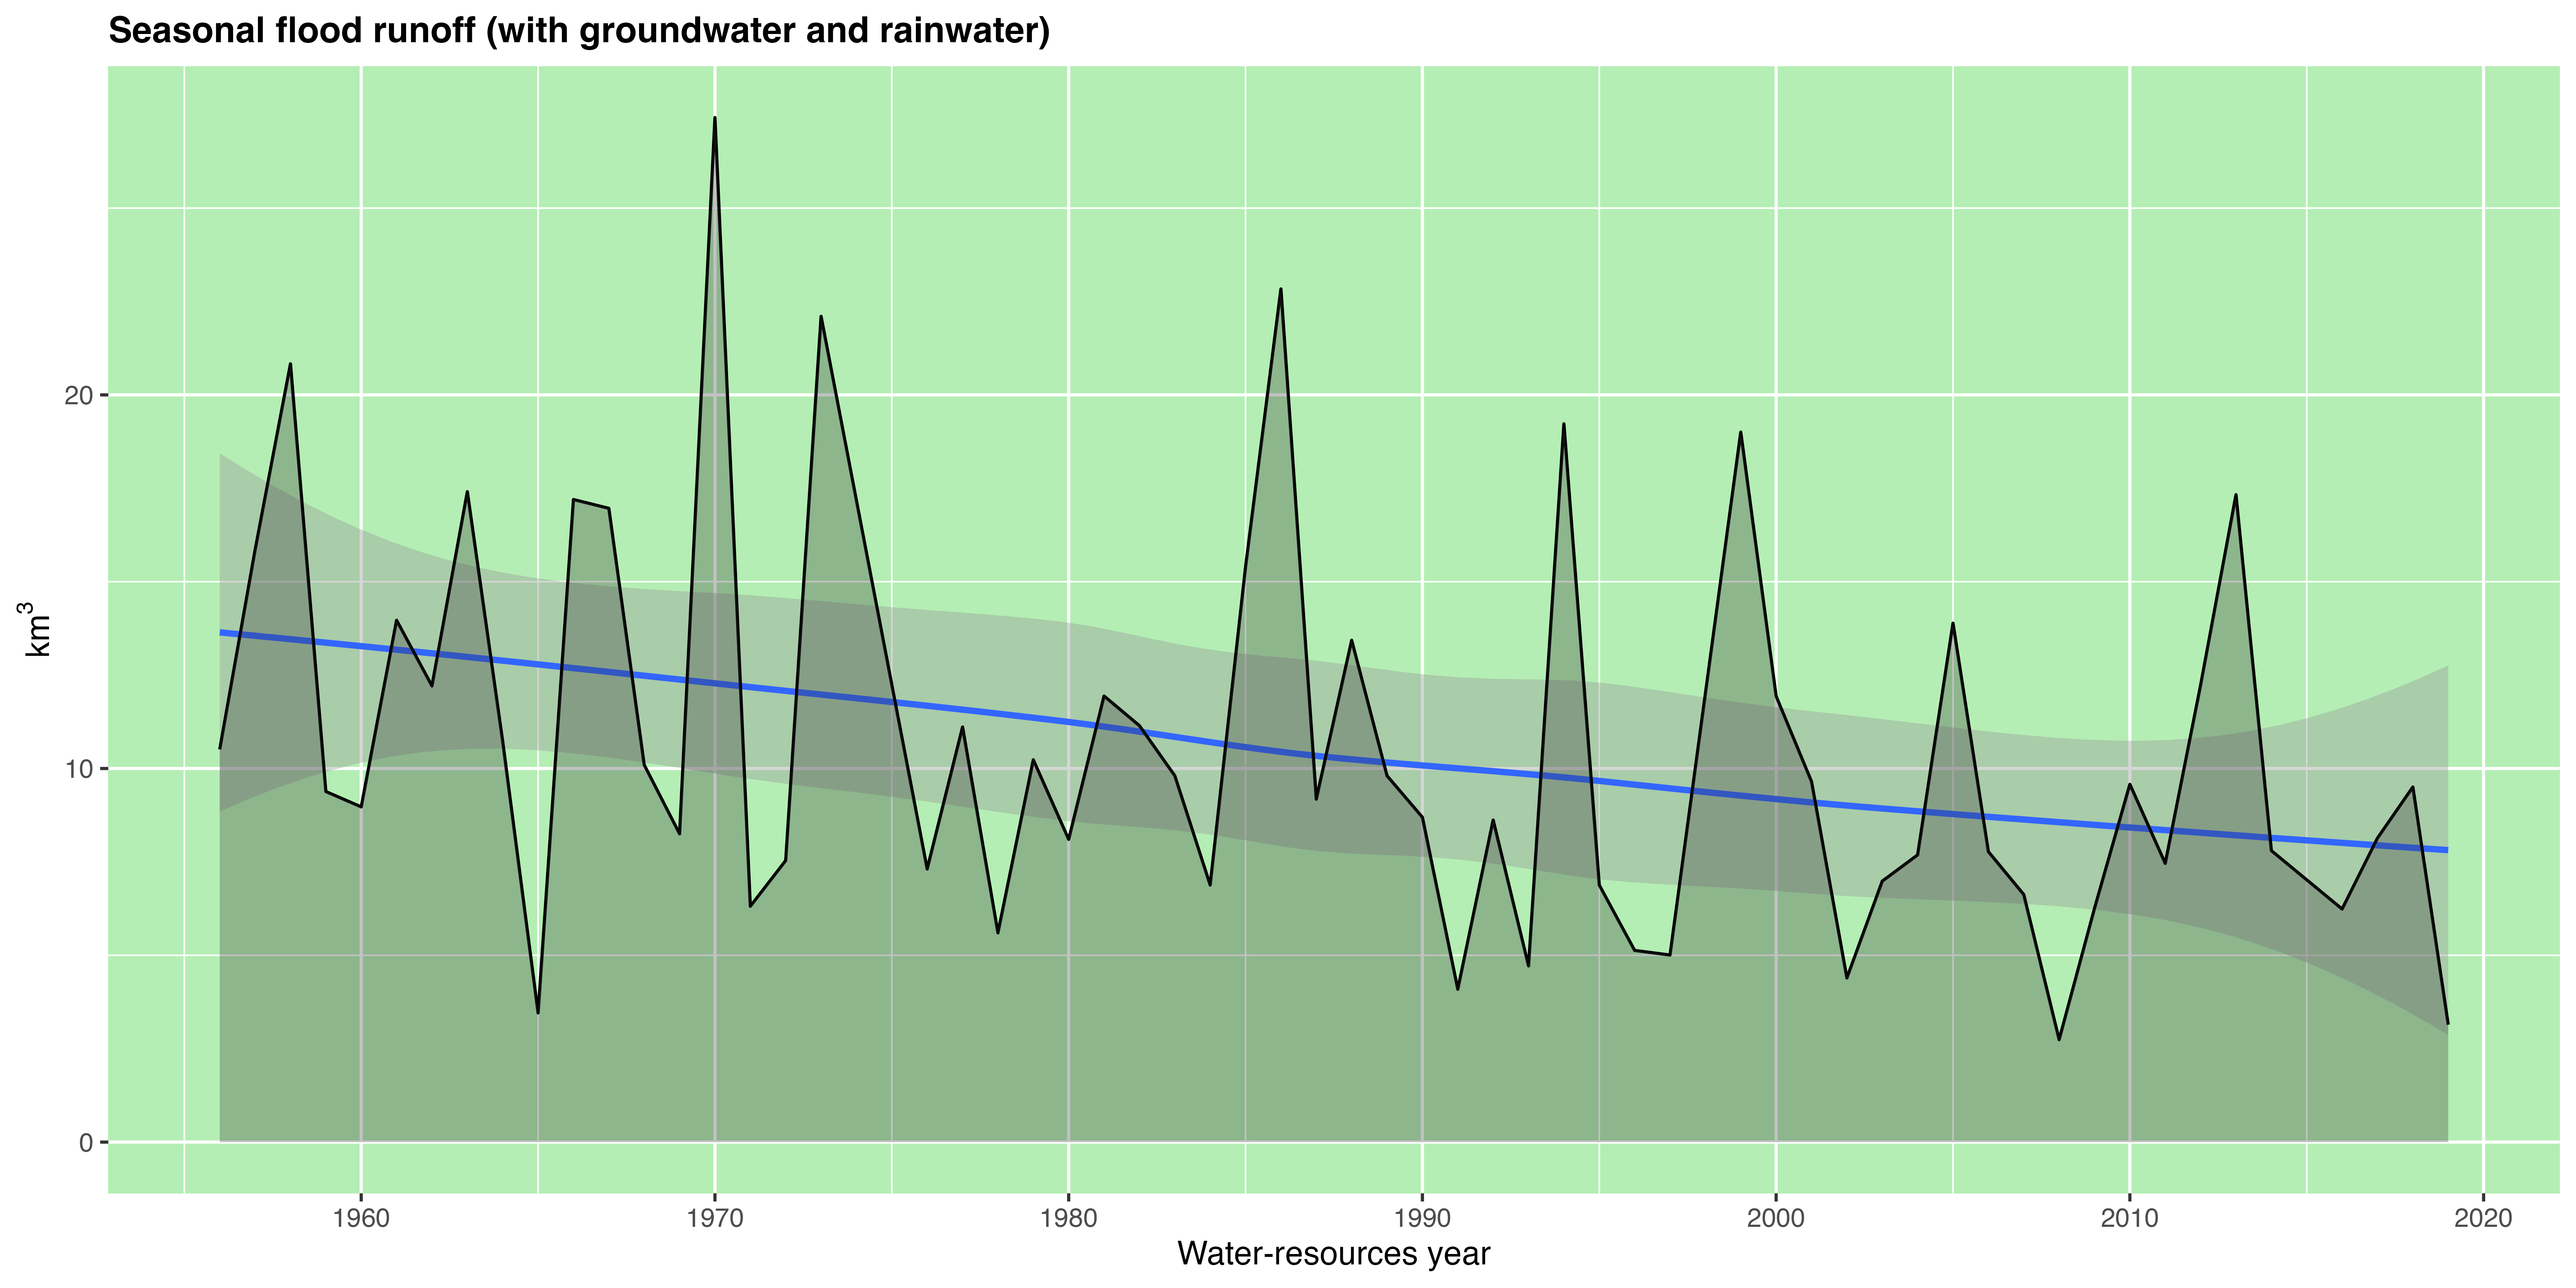 Seasonal flood runoff (with groundwater and rainwater)
km³
20
10
0
1960 1970 1980 1990 2000 2010 2020
Water-resources year